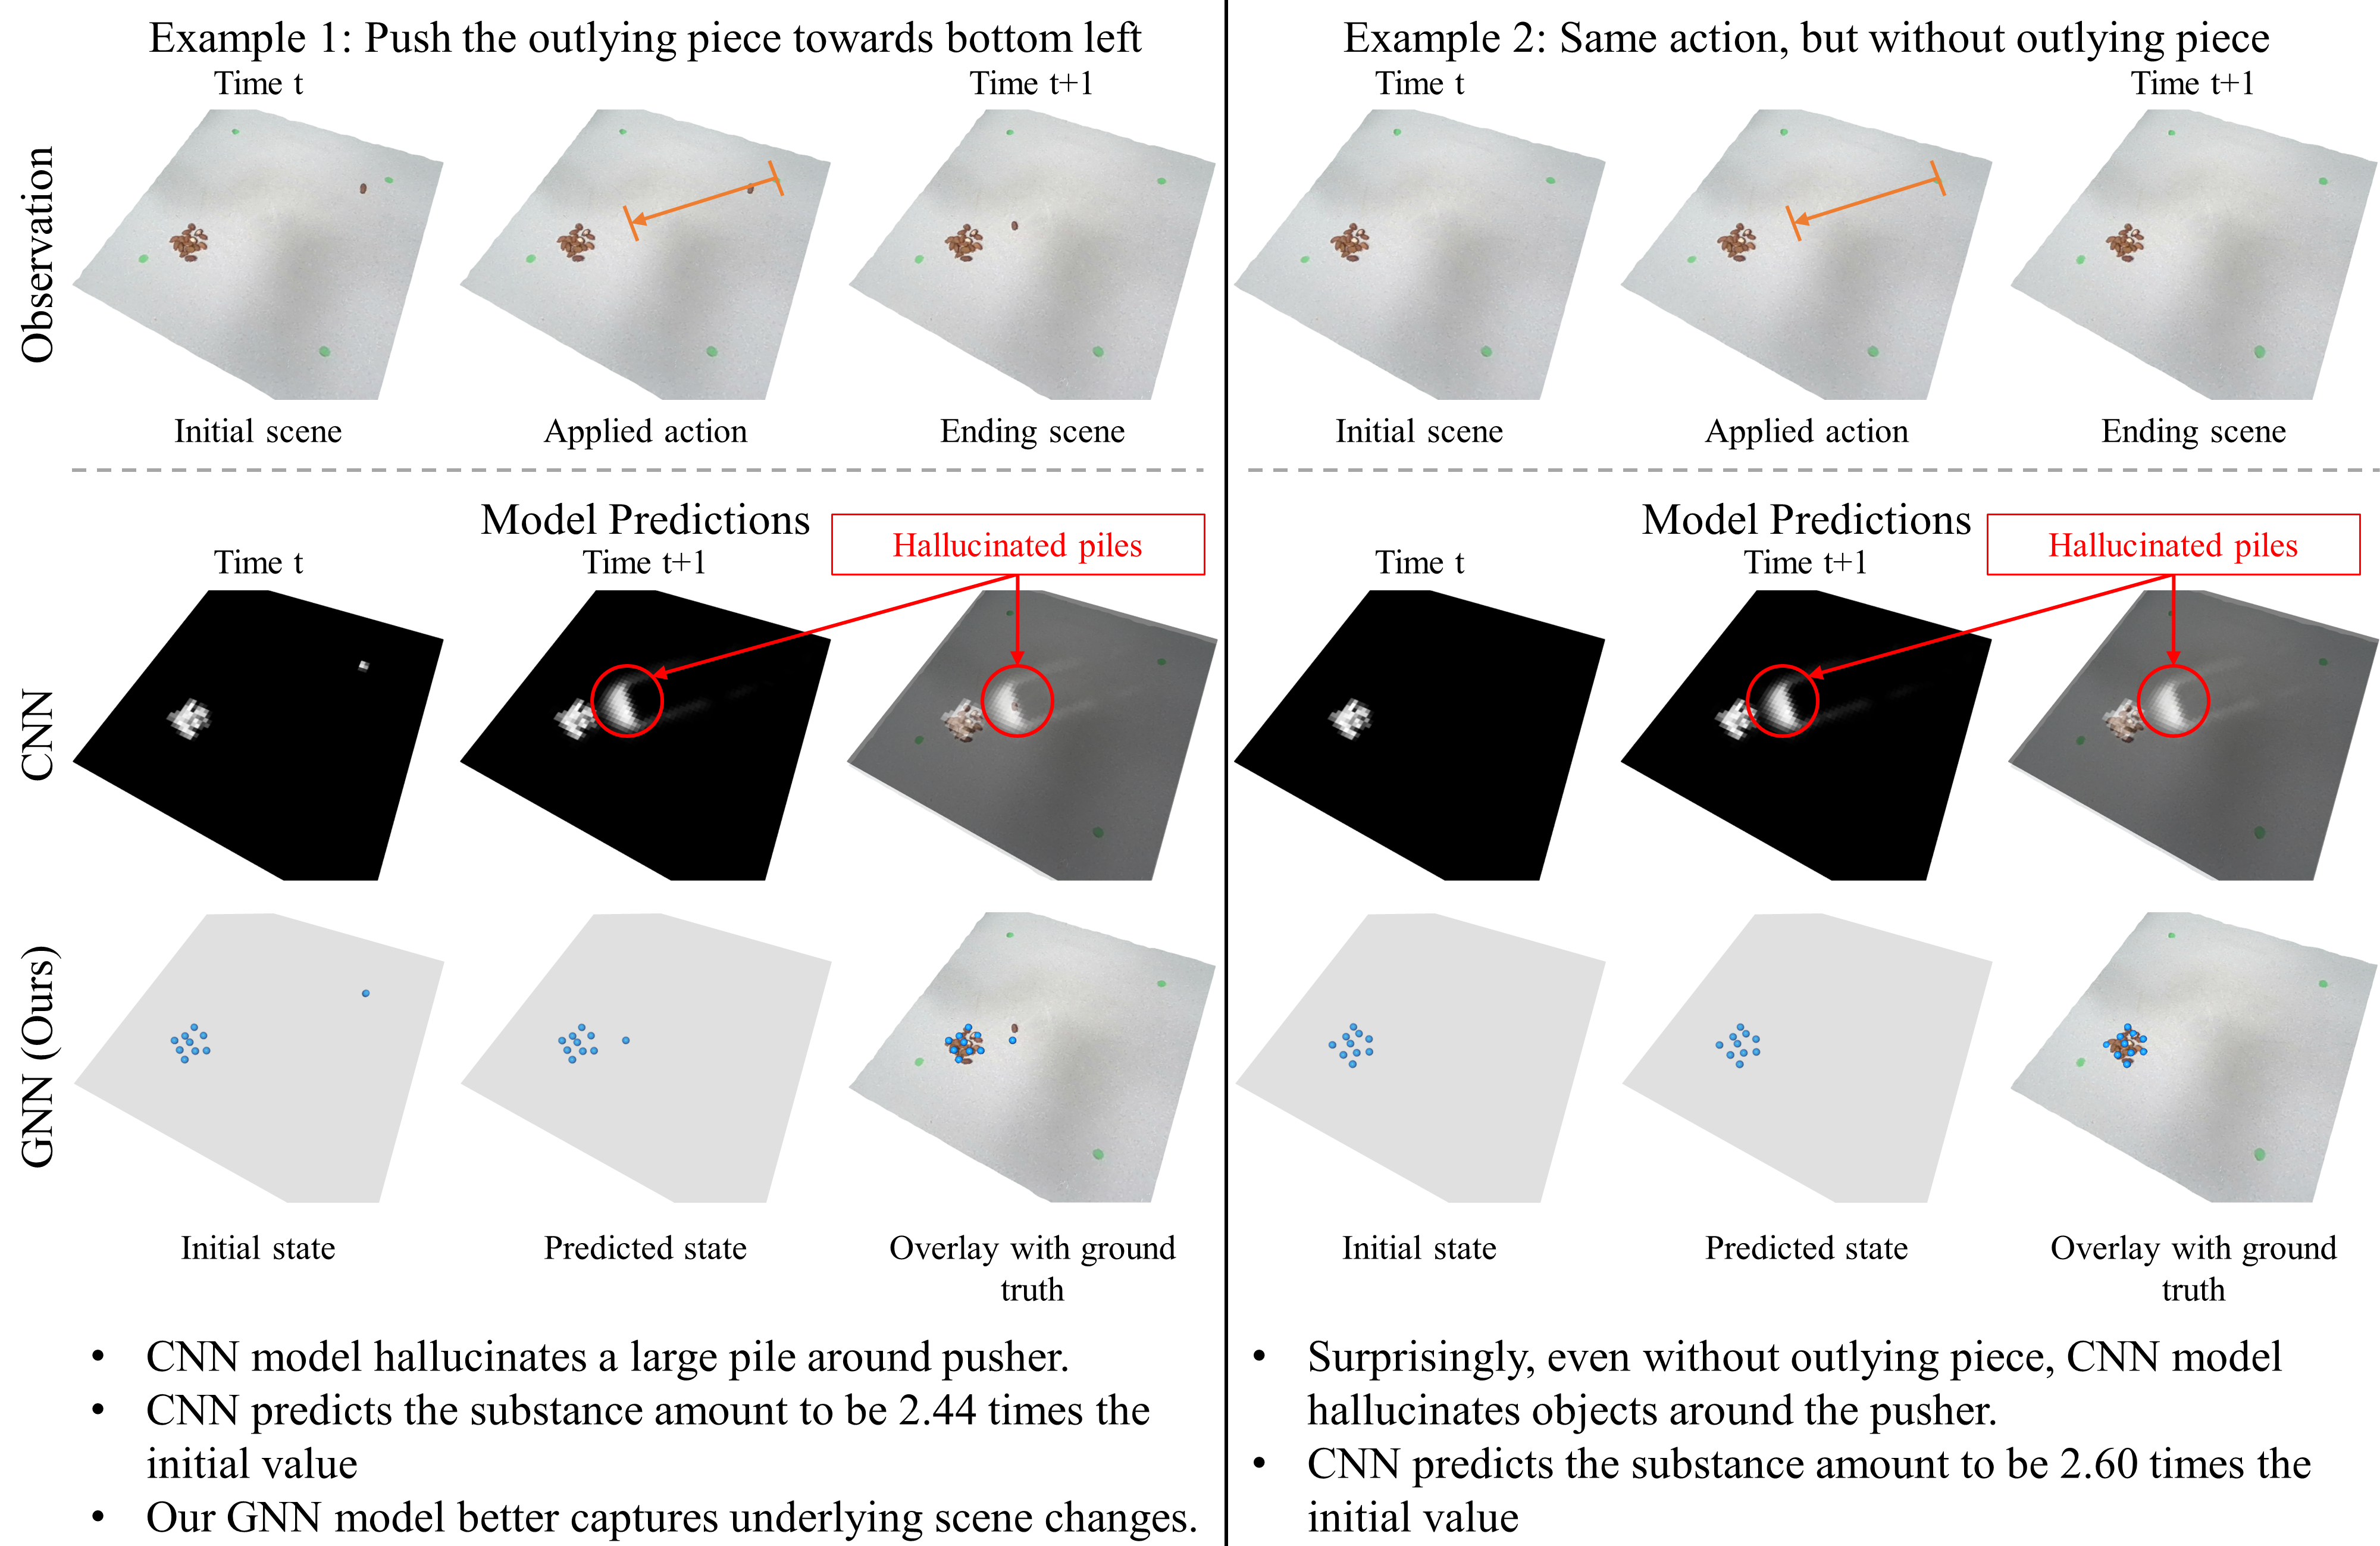 Example 1: Push the outlying piece towards bottom left
Time t
Time t+1
Observation
Initial scene
Applied action
Ending scene
Model Predictions
Time t
Time t+1
Hallucinated piles
CNN
GNN (Ours)
Initial state
Predicted state
Overlay with ground
truth
• CNN model hallucinates a large pile around pusher.
• CNN predicts the substance amount to be 2.44 times the
initial value
• Our GNN model better captures underlying scene changes.
Example 2: Same action, but without outlying piece
Time t
Time t+1
Initial scene
Applied action
Ending scene
Model Predictions
Time t
Time t+1
Hallucinated piles
Initial state
Predicted state
Overlay with ground
truth
• Surprisingly, even without outlying piece, CNN model
hallucinates objects around the pusher.
• CNN predicts the substance amount to be 2.60 times the
initial value